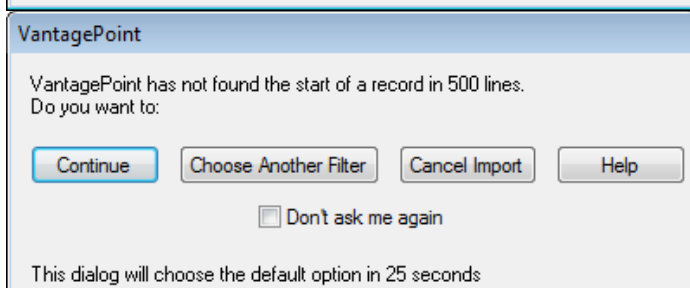 VantagePoint
VantagePoint has not found the start of a record in 500 lines.
Do you want to:
Continue Choose Another Filter Cancel Import Help
Don't ask me again
This dialog will choose the default option in 25 seconds